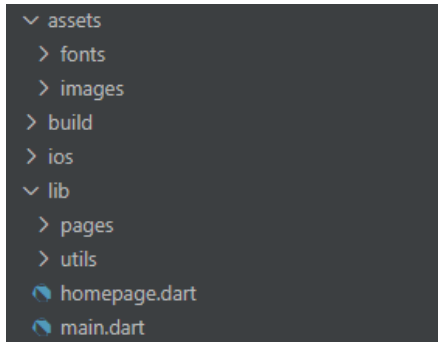 assets
fonts
images
build
ios
lib
pages
utils
homepage.dart
main.dart